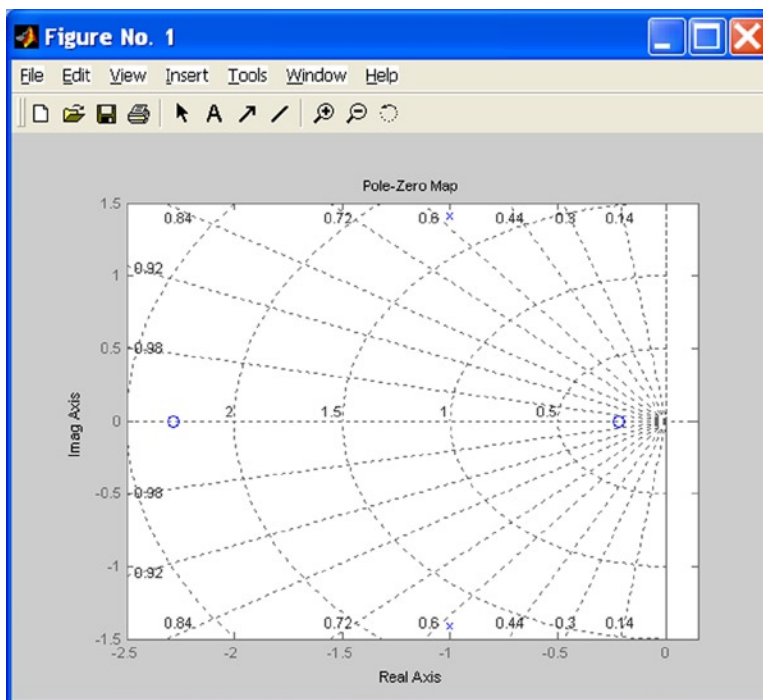 Figure No. 1
File Edit View Insert Tools Window Help
A
Pole-Zero Map
1.5
0.84 0.72 0.6 0.44 0.3 0.14
1
0.92
0.5
0.98
Imag Axis
0
2 1.5 1 0.5
-0.5
0.98
-1
0.92
-1.5
0.84 0.72 0.6 0.44 0.3 0.14
-2.5 -2 -1.5 -1 -0.5 0
Real Axis